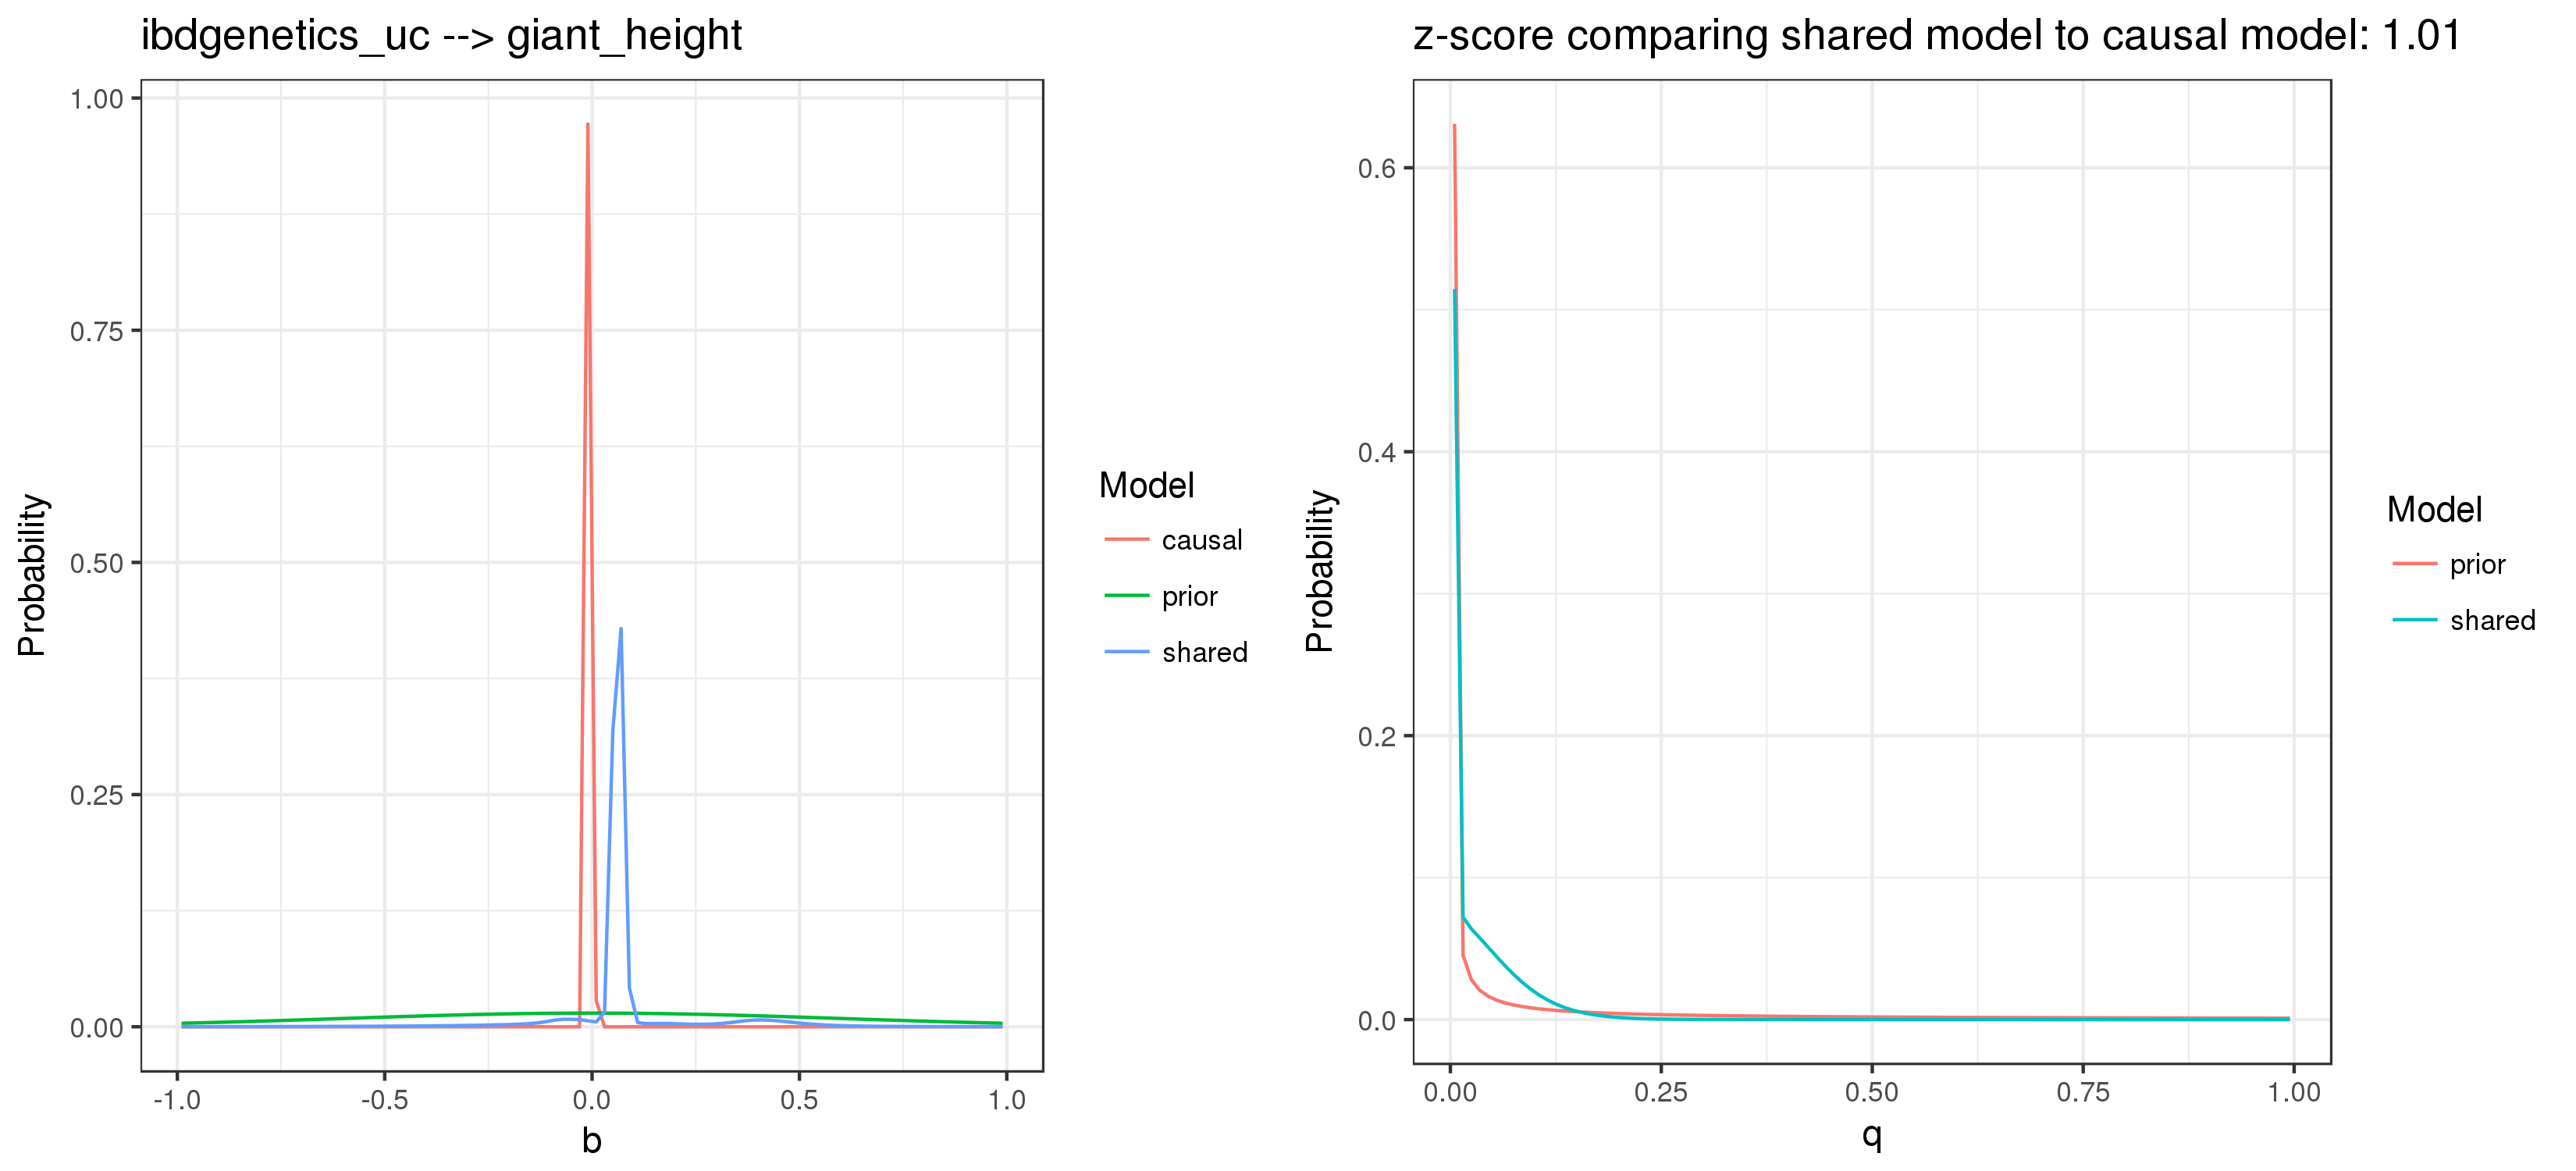 ibdgenetics_uc --> giant_height
1.00
0.75
0.50
0.25
0.00
Probability
-1.0 -0.5 0.0 0.5 1.0
b
Model
causal
prior
shared
z-score comparing shared model to causal model: 1.01
0.6
0.4
0.2
0.0
Probability
0.00 0.25 0.50 0.75 1.00
q
Model
prior
shared